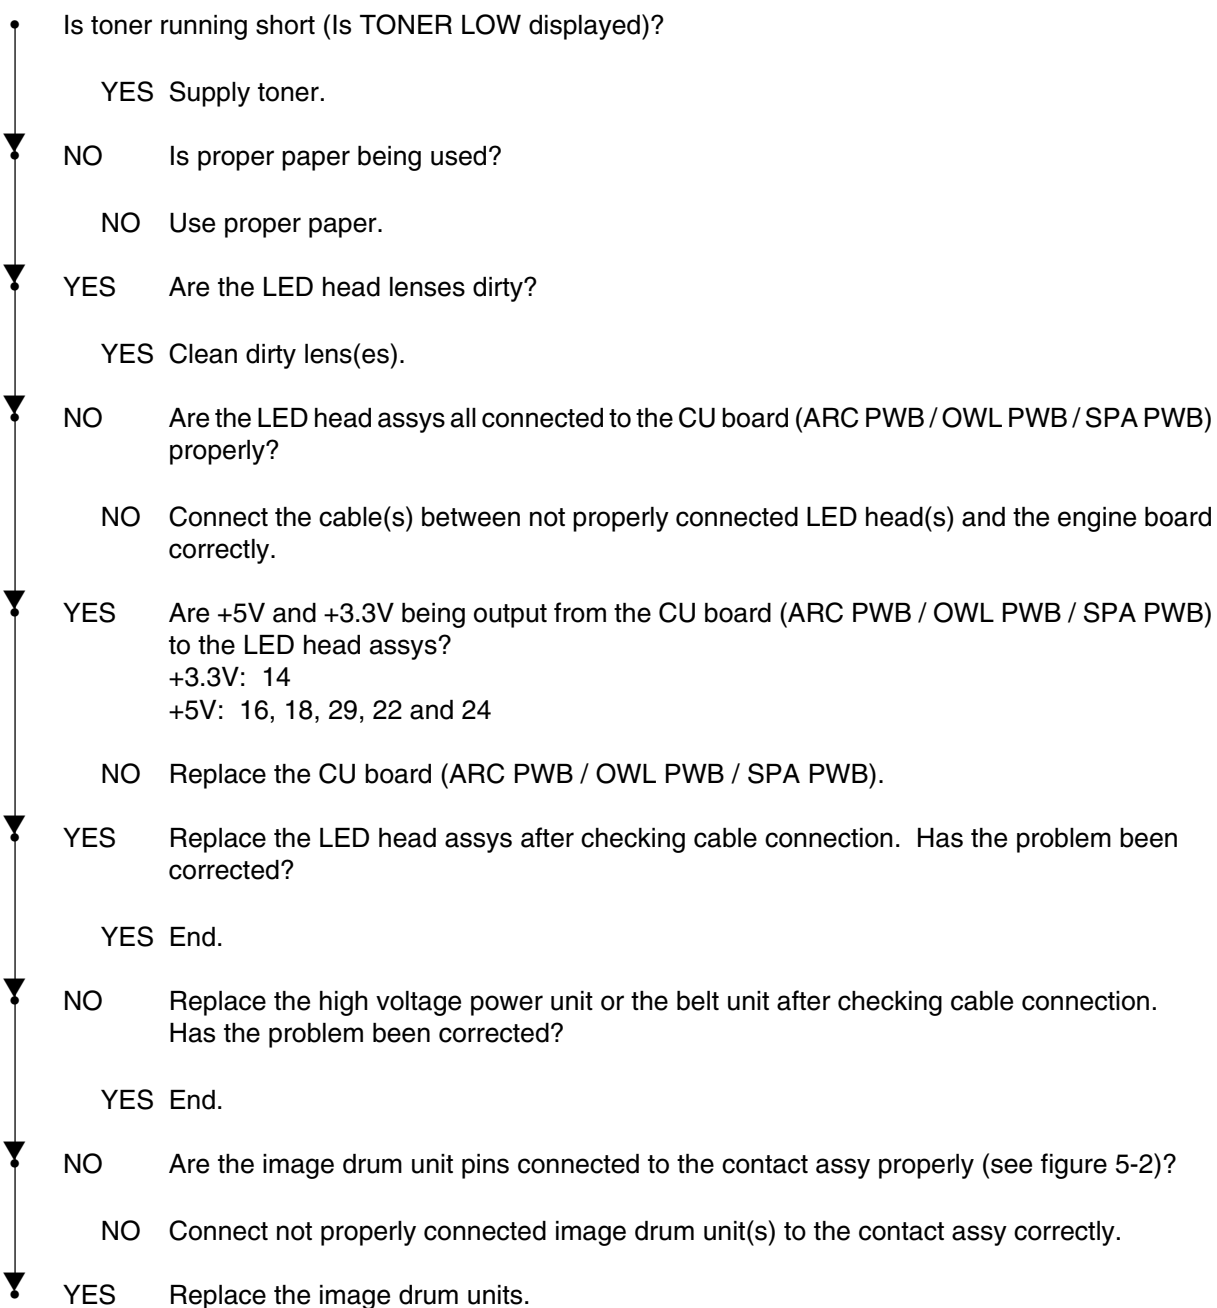 Is toner running short (Is TONER LOW displayed)?
YES Supply toner.
NO Is proper paper being used?
NO Use proper paper.
YES Are the LED head lenses dirty?
YES Clean dirty lens(es).
NO Are the LED head assys all connected to the CU board (ARC PWB / OWL PWB / SPA PWB)
properly?
NO Connect the cable(s) between not properly connected LED head(s) and the engine board
correctly.
YES Are +5V and +3.3V being output from the CU board (ARC PWB / OWL PWB / SPA PWB)
to the LED head assys?
+3.3V: 14
+5V: 16, 18, 29, 22 and 24
NO Replace the CU board (ARC PWB / OWL PWB / SPA PWB).
YES Replace the LED head assys after checking cable connection. Has the problem been
corrected?
YES End.
NO Replace the high voltage power unit or the belt unit after checking cable connection.
Has the problem been corrected?
YES End.
NO Are the image drum unit pins connected to the contact assy properly (see figure 5-2)?
NO Connect not properly connected image drum unit(s) to the contact assy correctly.
YES Replace the image drum units.